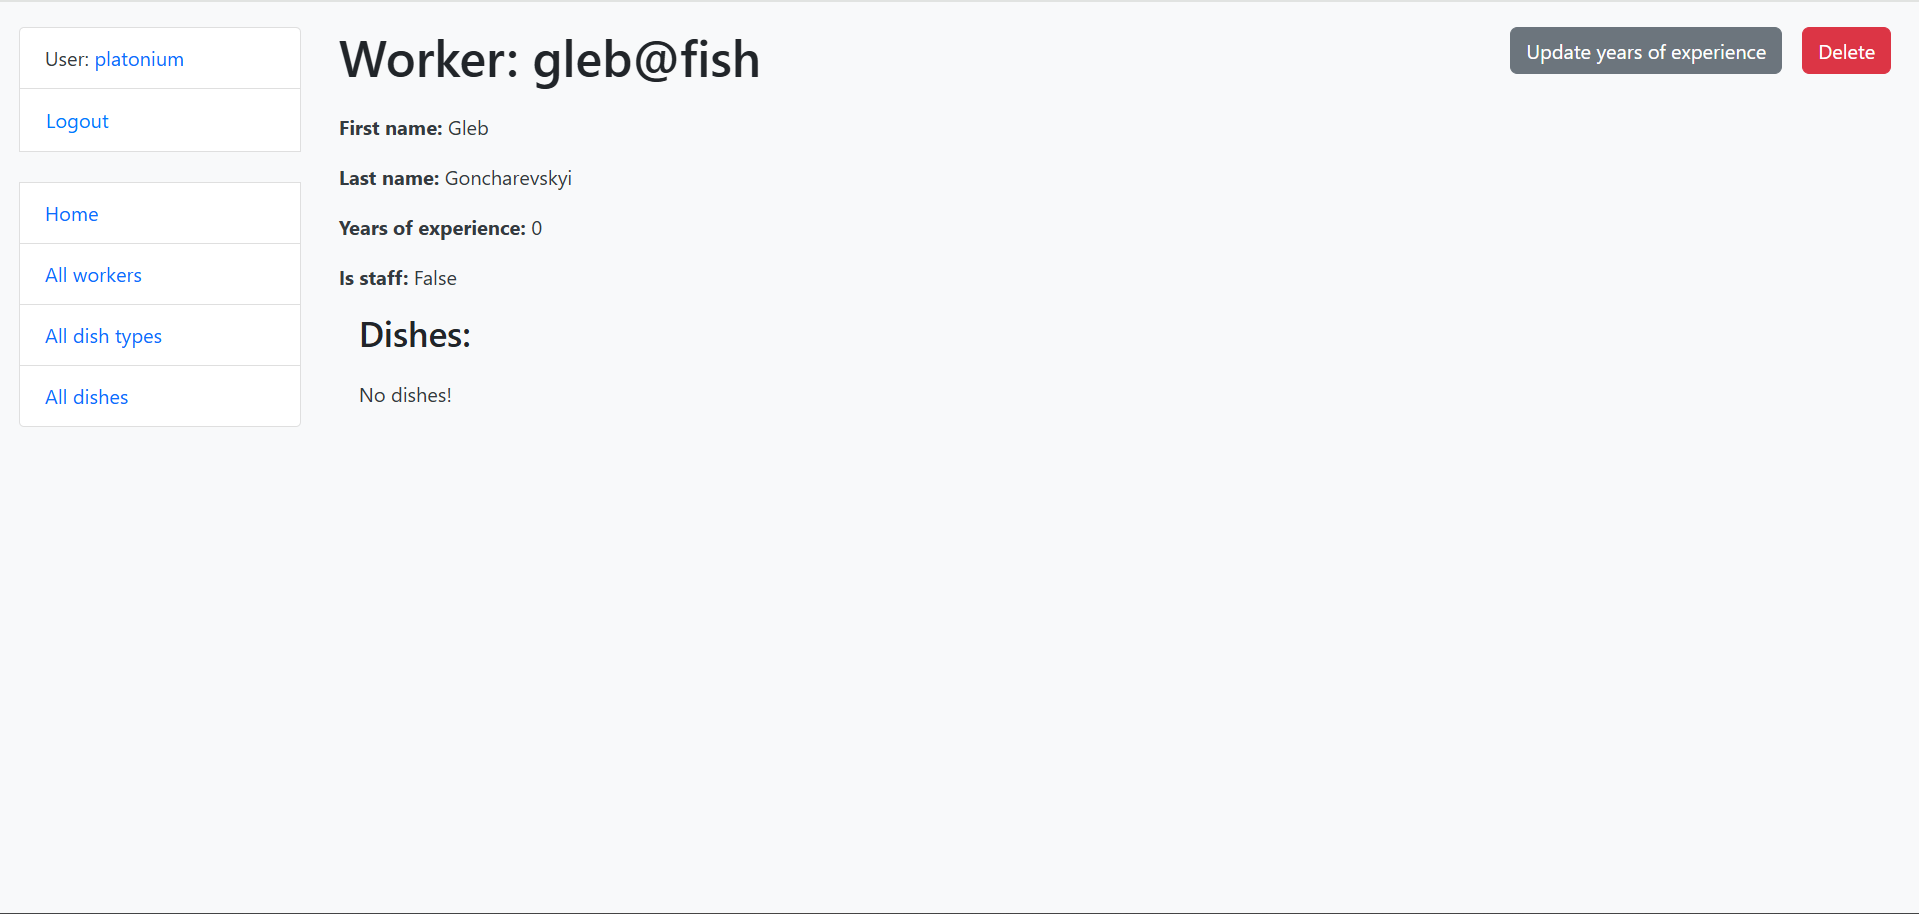 User: platonium
Logout
Home
All workers
All dish types
All dishes
Worker: gleb@fish
Update years of experience
Delete
First name: Gleb
Last name: Goncharevskyi
Years of experience: 0
Is staff: False
Dishes:
No dishes!